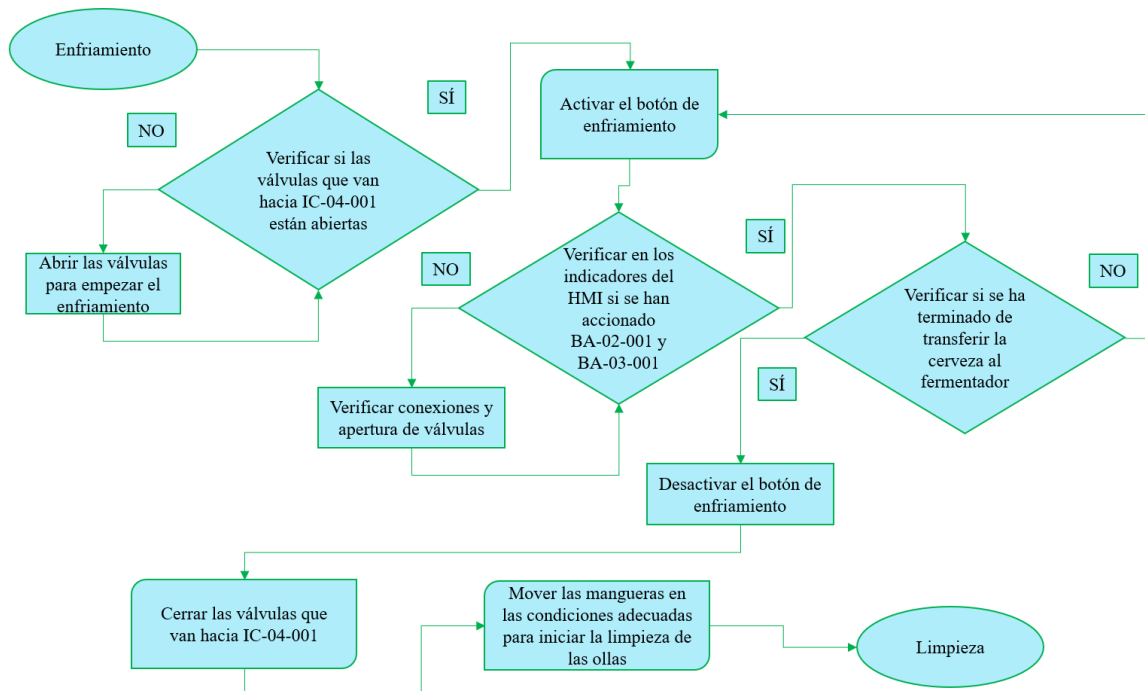 Enfriamiento
NO
SÍ
Verificar si las
válvulas que van
hacia IC-04-001
están abiertas
Abrir las válvulas
para empezar el
enfriamiento
Activar el botón de
enfriamiento
NO
SÍ
Verificar en los
indicadores del
HMI si se han
accionado
BA-02-001 y
BA-03-001
Verificar conexiones y
apertura de válvulas
NO
Verificar si se ha
terminado de
transferir la
cerveza al
fermentador
SÍ
Desactivar el botón de
enfriamiento
Cerrar las válvulas que
van hacia IC-04-001
Mover las mangueras en
las condiciones adecuadas
para iniciar la limpieza de
las ollas
Limpieza